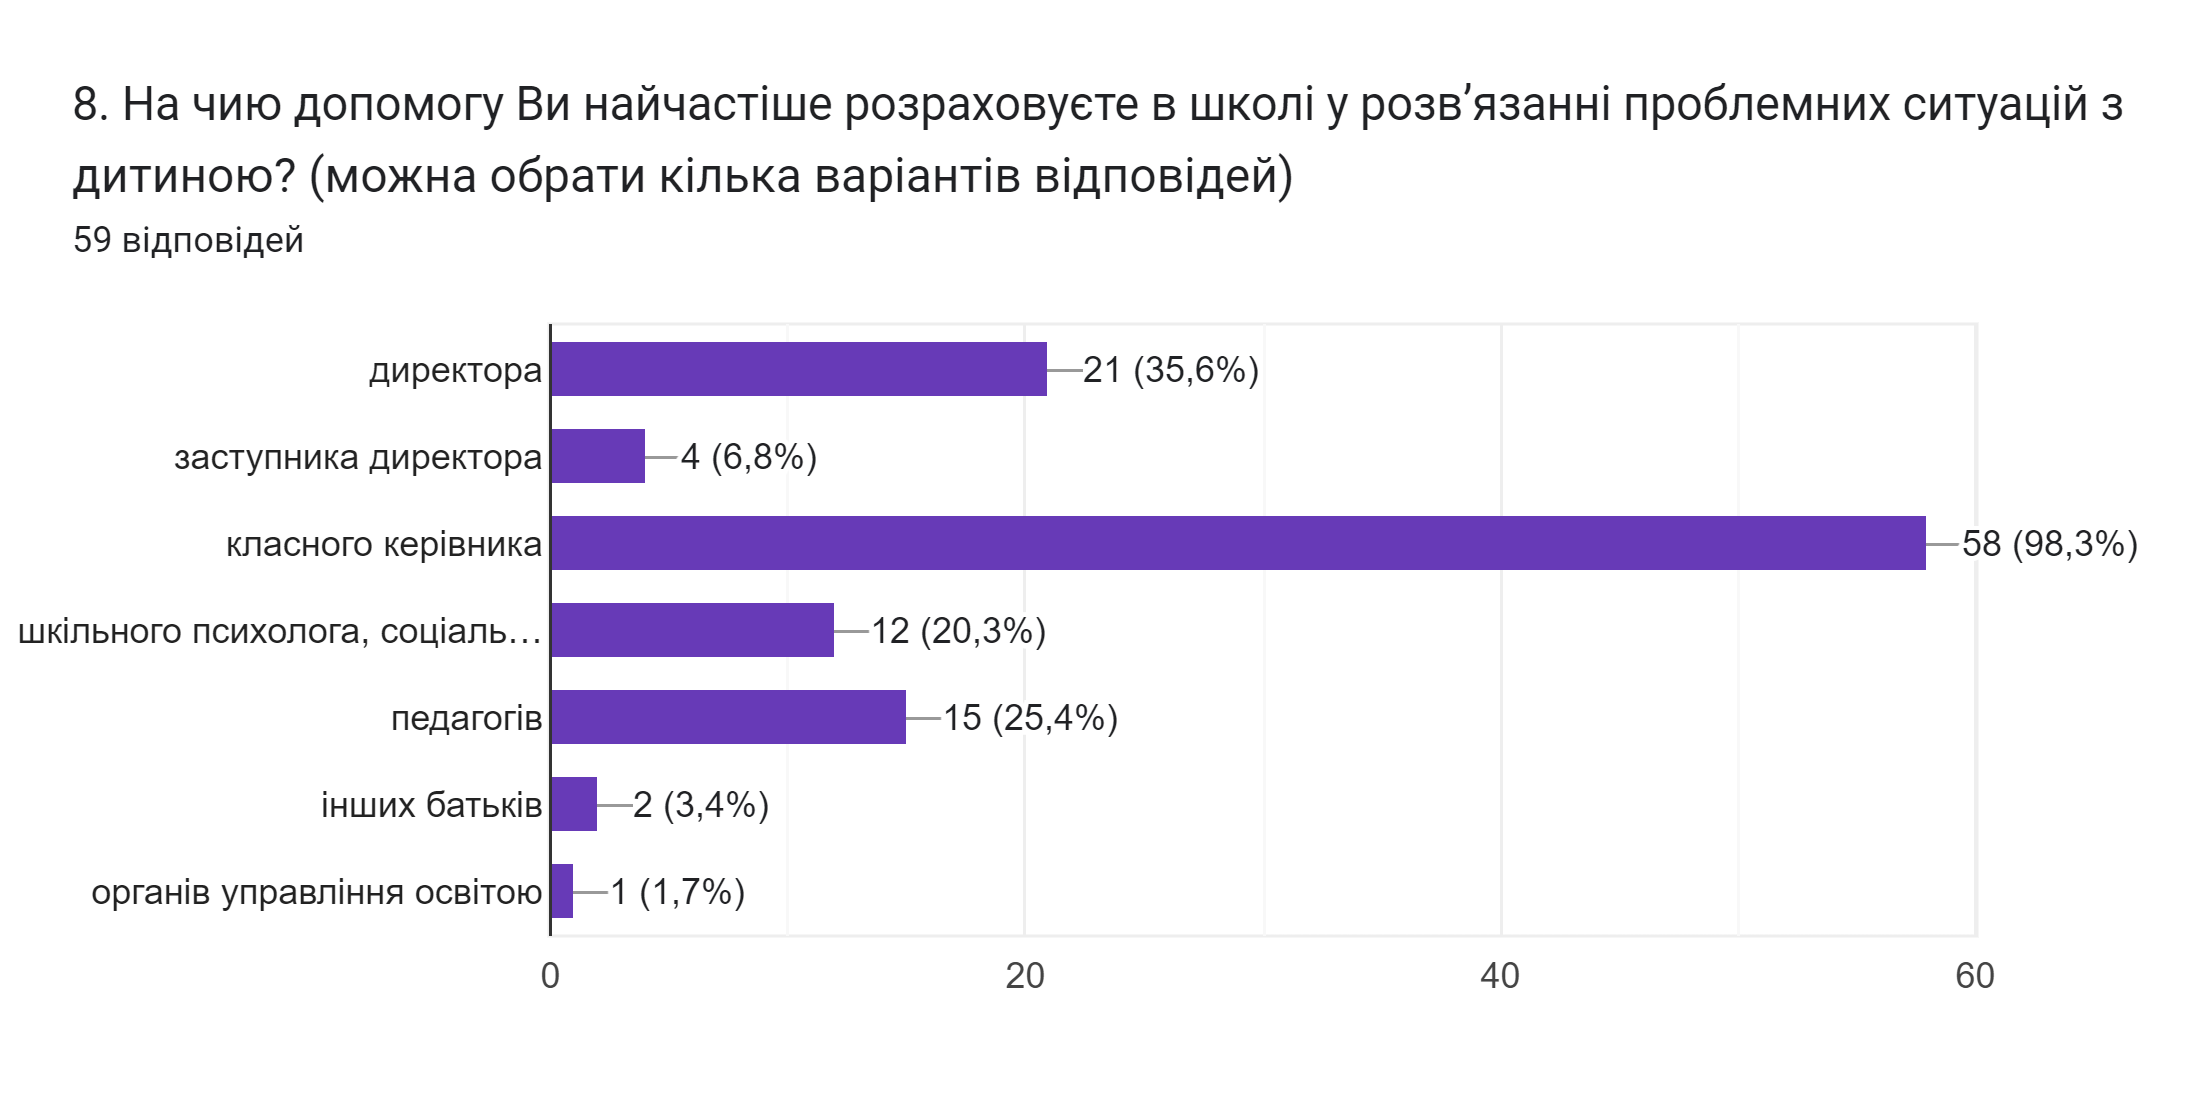 8. На чию допомогу Ви найчастіше розраховуєте в школі у розв’язанні проблемних ситуацій з
дитиною? (можна обрати кілька варіантів відповідей)
59 відповідей
директора 21 (35,6%)
заступника директора 4 (6,8%)
класного керівника 58 (98,3%)
шкільного психолога, соціаль… 12 (20,3%)
педагогів 15 (25,4%)
інших батьків 2 (3,4%)
органів управління освітою 1 (1,7%)
0 20 40 60